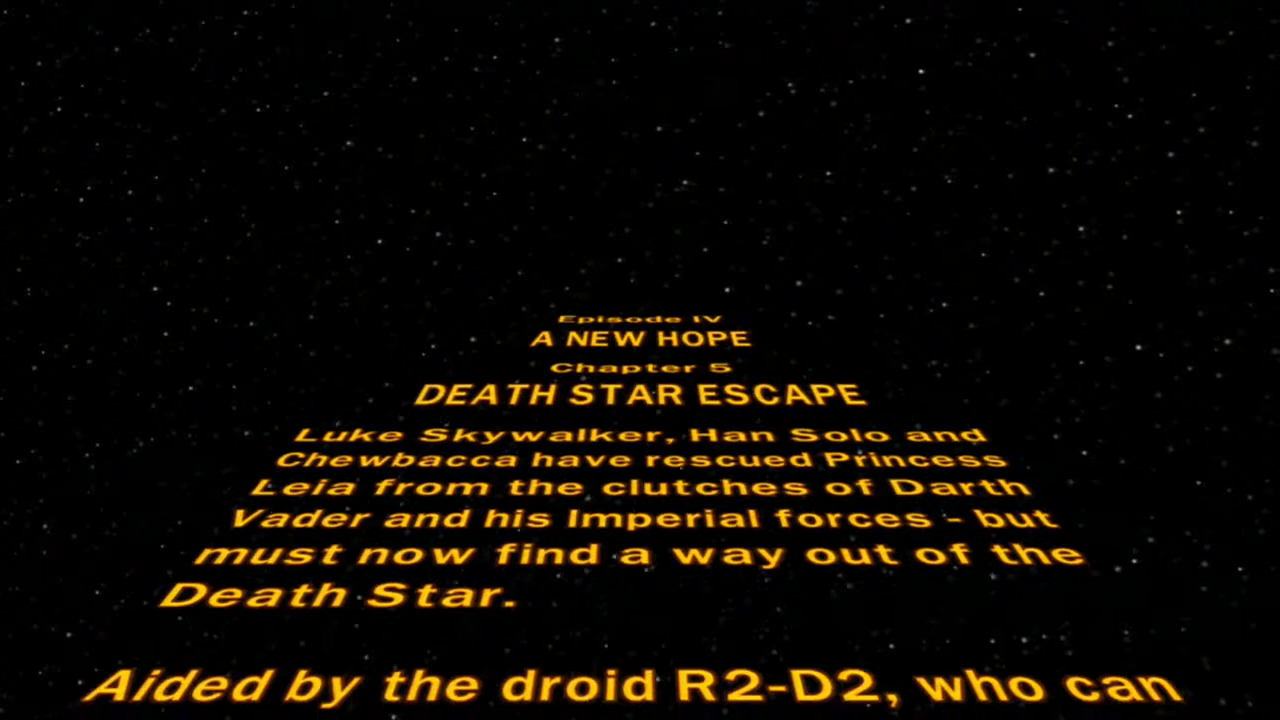 Episode IV
A NEW HOPE
Chapter 5
DEATH STAR ESCAPE
Luke Skywalker, Han Solo and
Chewbacca have rescued Princess
Leia from the clutches of Darth
Vader and his Imperial forces - but
must now find a way out of the
Death Star.
Aided by the droid R2-D2, who can